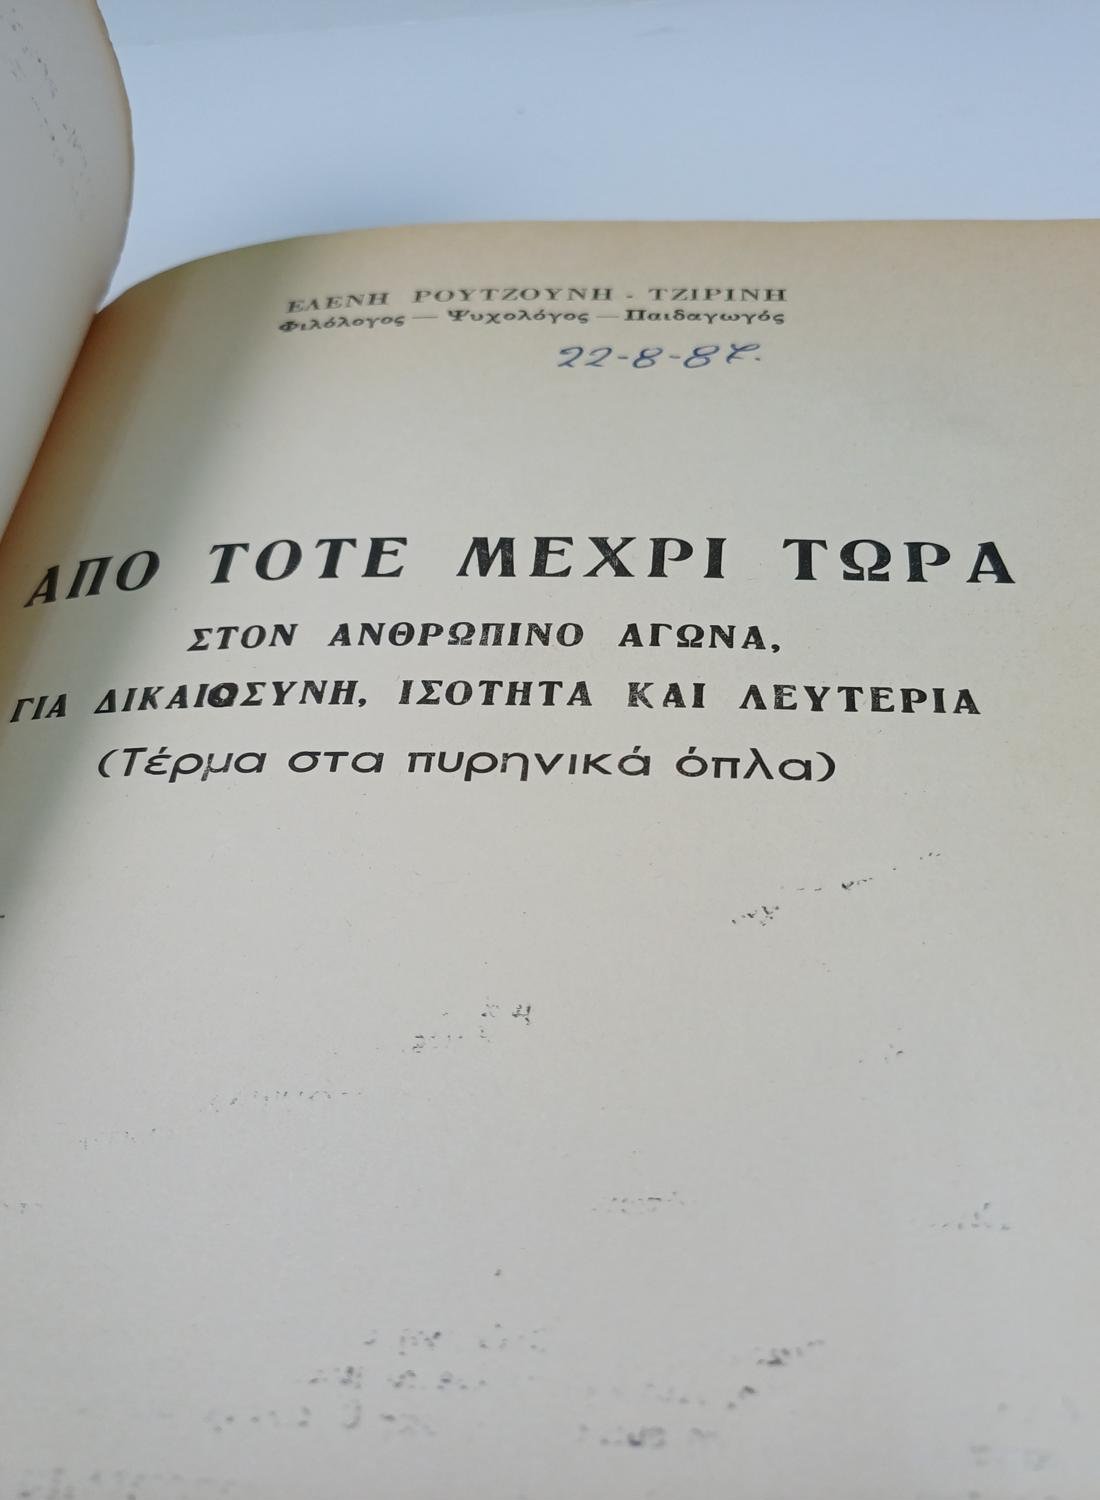 ΕΛΕΝΗ ΡΟΥΤΖΟΥΝΗ - ΤΖΙΡΙΝΗ
Φιλόλογος — Ψυχολόγος — Παιδαγωγός
22-8-87.
ΑΠΟ ΤΟΤΕ ΜΕΧΡΙ ΤΩΡΑ
ΣΤΟΝ ΑΝΘΡΩΠΙΝΟ ΑΓΩΝΑ,
ΓΙΑ ΔΙΚΑΙΟΣΥΝΗ, ΙΣΟΤΗΤΑ ΚΑΙ ΛΕΥΤΕΡΙΑ
(Τέρμα στα πυρηνικά όπλα)